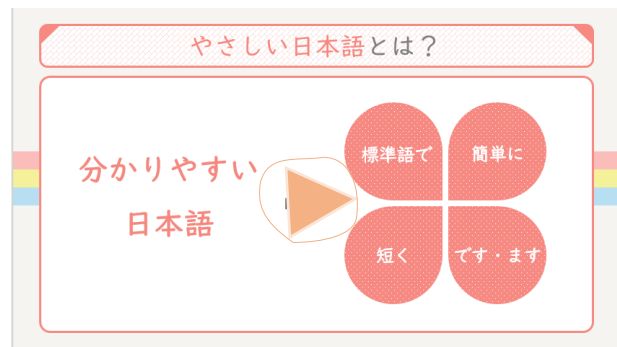 やさしい日本語とは？
分かりやすい
日本語
標準語で
簡単に
短く
です・ます